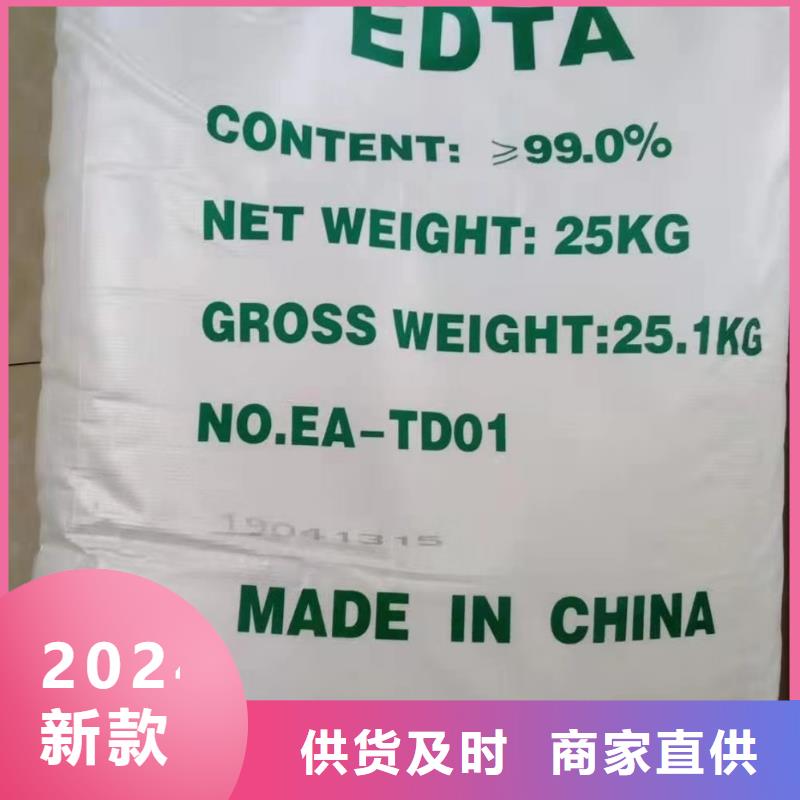 EDTA
CONTENT: ≥99.0%
NET WEIGHT: 25KG
GROSS WEIGHT:25.1KG
NO.EA-TD01
19041315
MADE IN CHINA
2024
新款
供货及时 商家直供